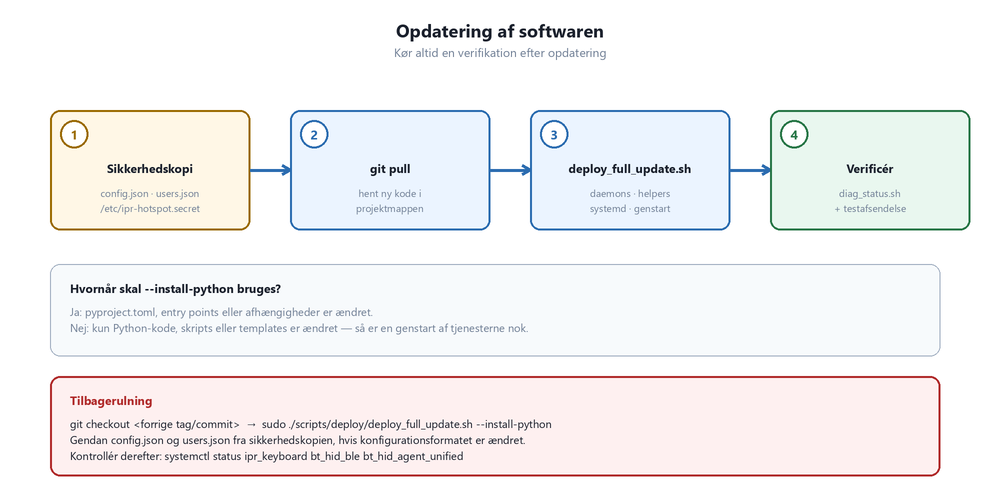 Opdatering af softwaren
Kør altid en verifikation efter opdatering
1
Sikkerhedskopi
config.json · users.json
/etc/ipr-hotspot.secret
2
git pull
hent ny kode i
projektmappen
3
deploy_full_update.sh
daemons · helpers
systemd · genstart
4
Verificér
diag_status.sh
+ testafsendelse
Hvornår skal --install-python bruges?
Ja: pyproject.toml, entry points eller afhængigheder er ændret.
Nej: kun Python-kode, skripts eller templates er ændret — så er en genstart af tjenesterne nok.
Tilbagerulning
git checkout <forrige tag/commit> → sudo ./scripts/deploy/deploy_full_update.sh --install-python
Gendan config.json og users.json fra sikkerhedskopien, hvis konfigurationsformatet er ændret.
Kontrollér derefter: systemctl status ipr_keyboard bt_hid_ble bt_hid_agent_unified